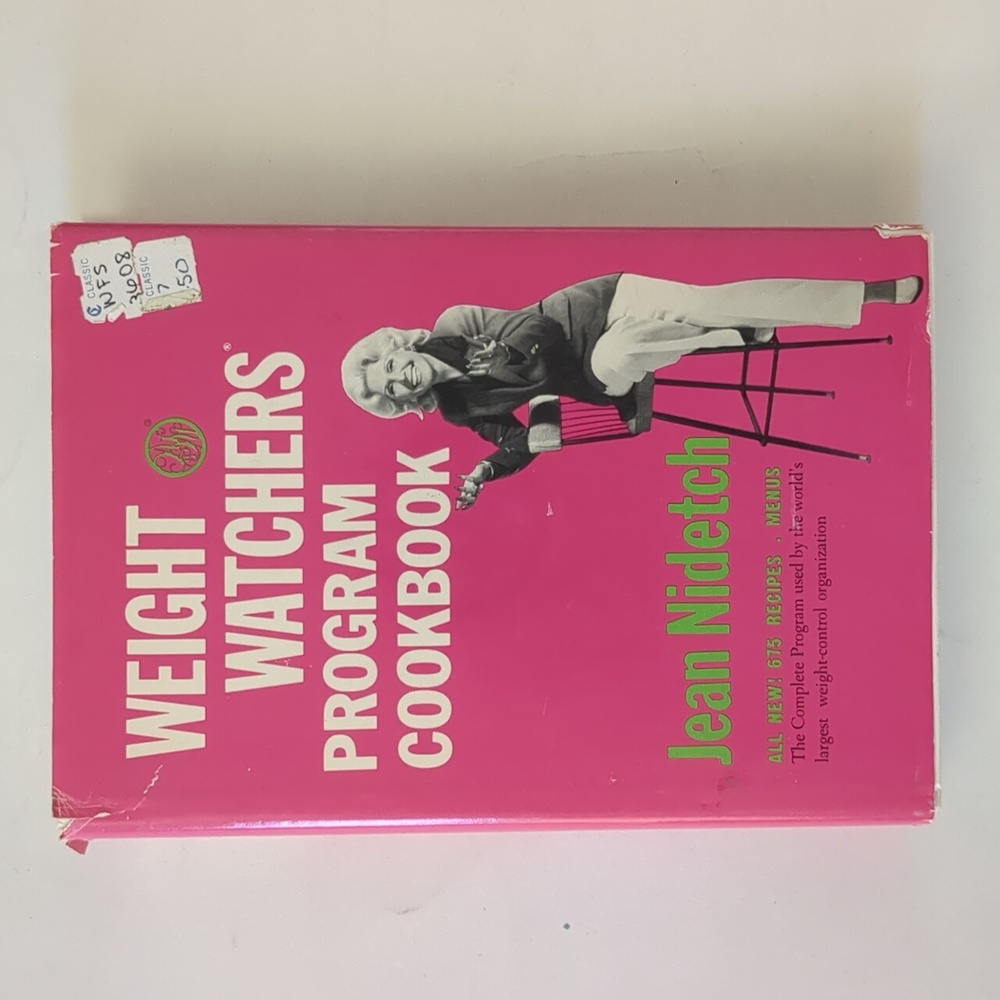 © CLASSIC
WFS
3608
CLASSIC
7
50
WEIGHT
WATCHERS®
PROGRAM
COOKBOOK
Jean Nidetch
ALL NEW! 675 RECIPES . MENUS
The Complete Program used by the world's
largest weight-control organization